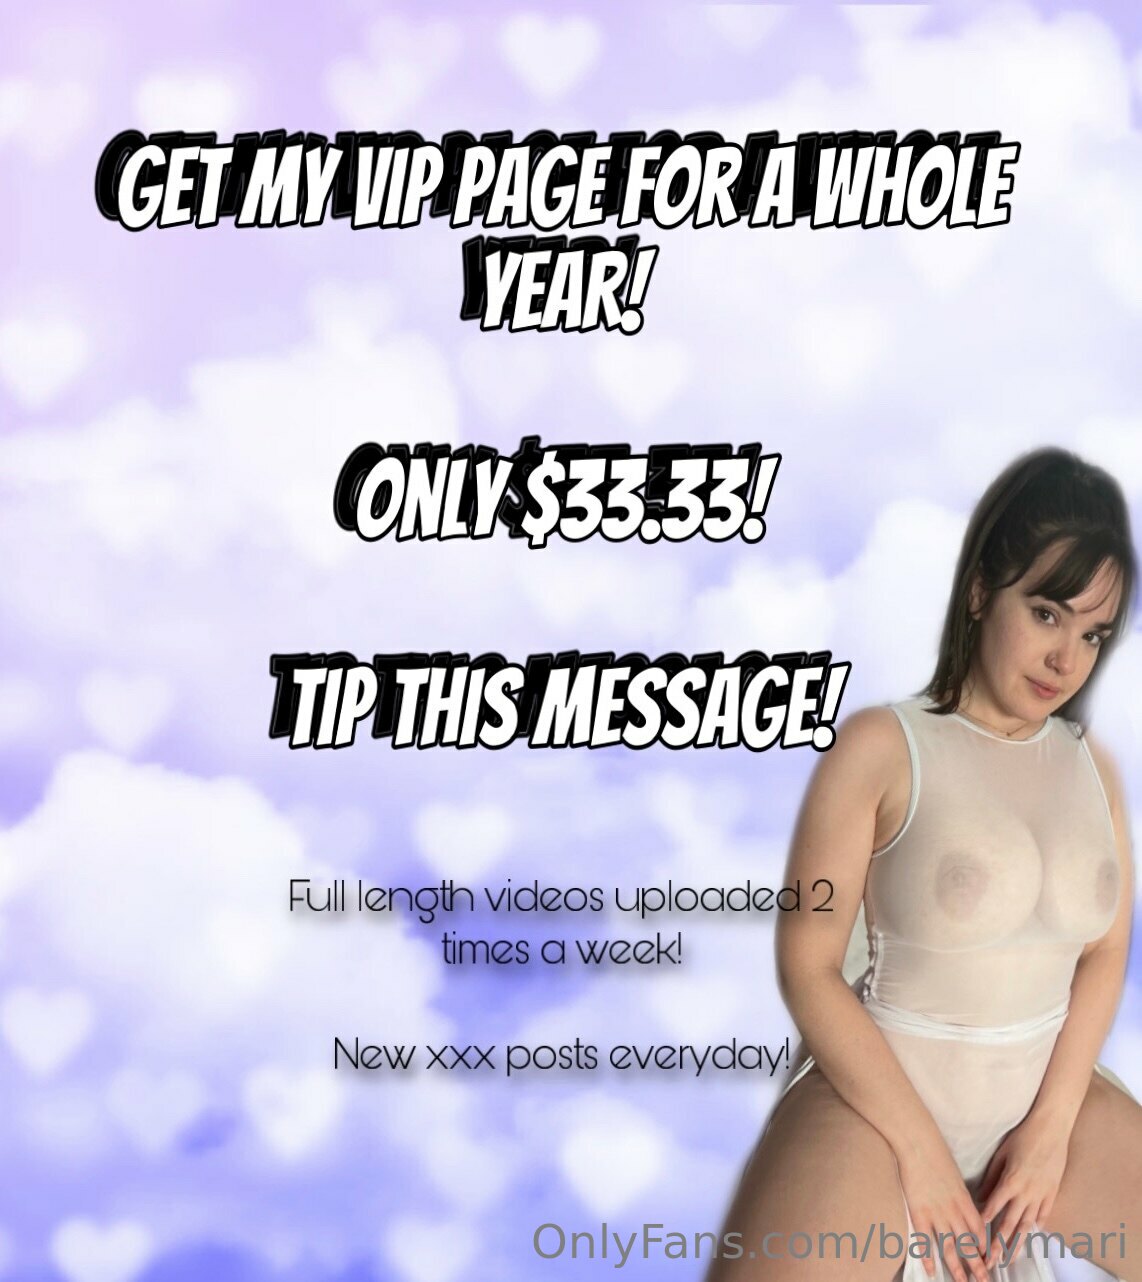 GET MY VIP PAGE FOR A WHOLE
YEAR!
ONLY $33.33!
TIP THIS MESSAGE!
Full length videos uploaded 2
times a week!
New xxx posts everyday!
OnlyFans.com/barelymari